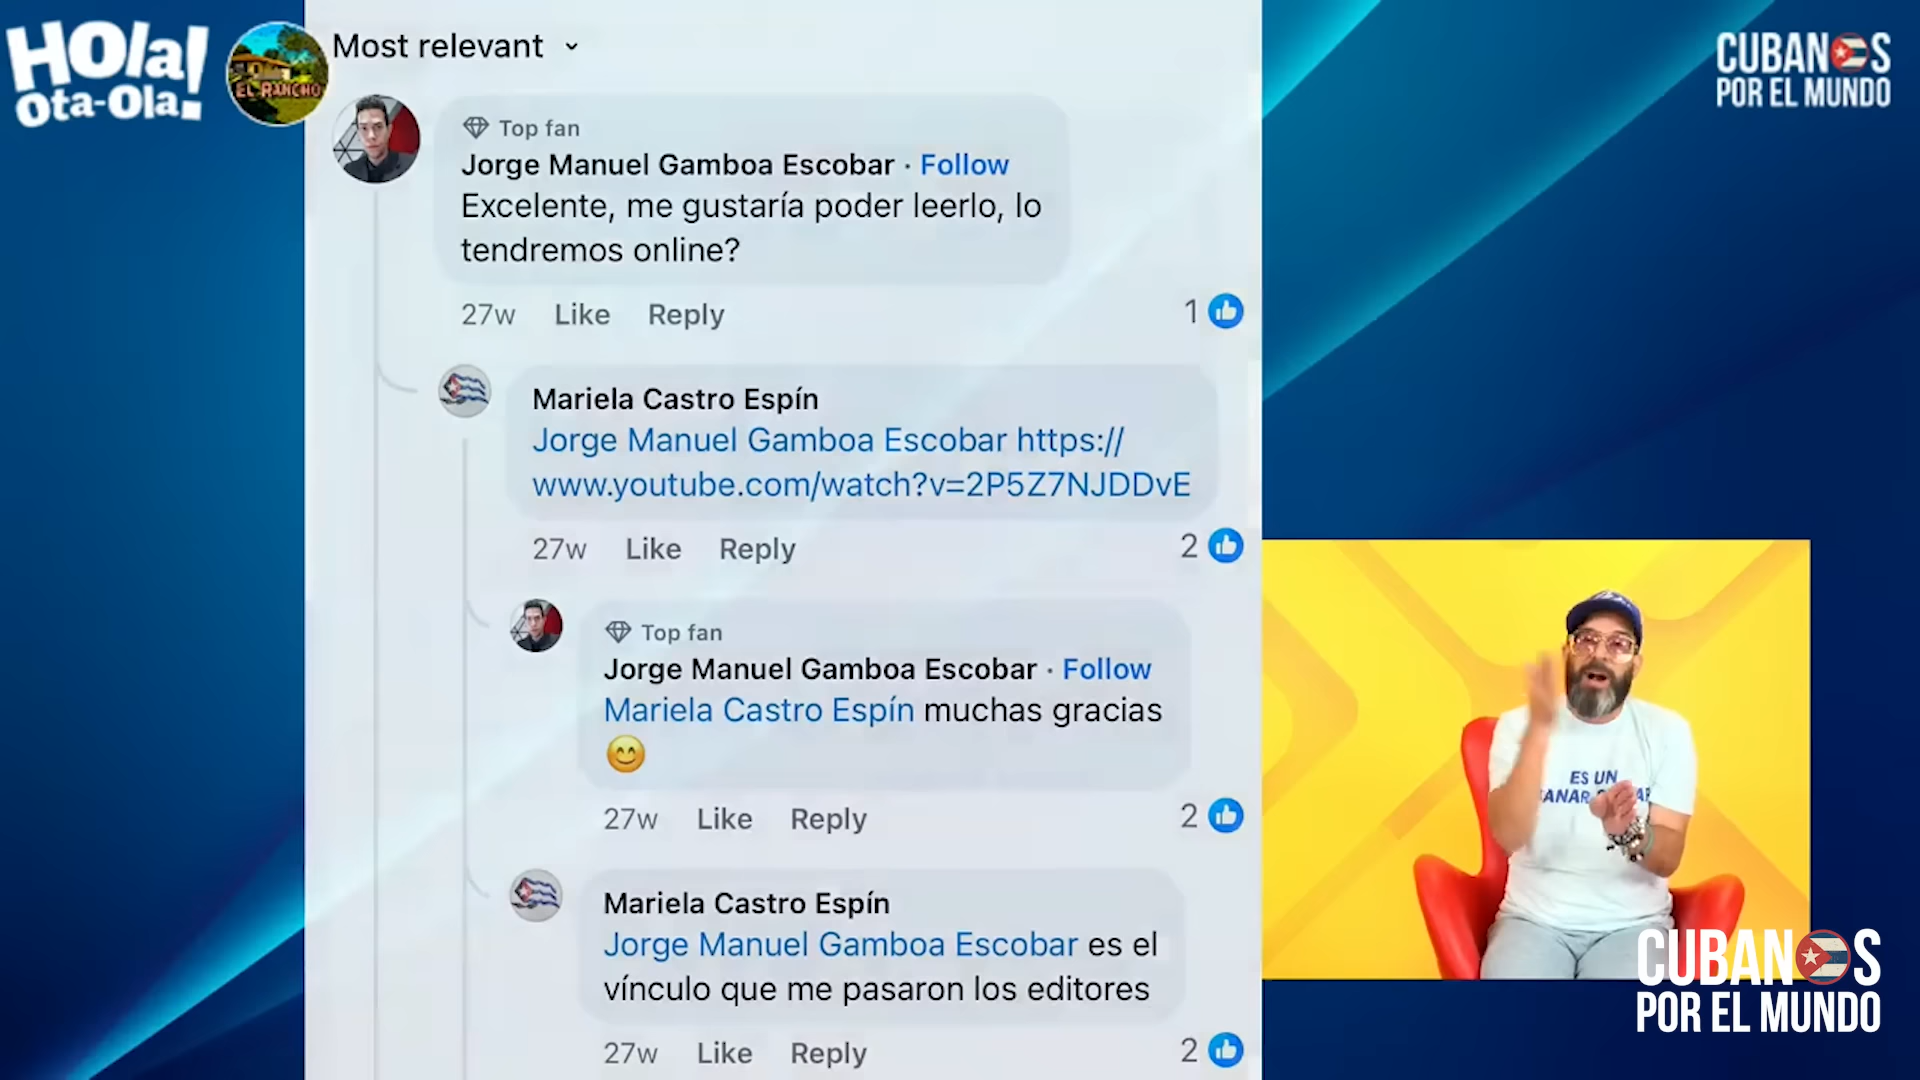 Hola!
Ota-Ola!
EL RANCHO
Most relevant
CUBANOS
POR EL MUNDO
Top fan
Jorge Manuel Gamboa Escobar · Follow
Excelente, me gustaría poder leerlo, lo
tendremos online?
27w Like Reply 1
Mariela Castro Espín
Jorge Manuel Gamboa Escobar https://
www.youtube.com/watch?v=2P5Z7NJDDvE
27w Like Reply 2
Top fan
Jorge Manuel Gamboa Escobar · Follow
Mariela Castro Espín muchas gracias
😊
27w Like Reply 2
Mariela Castro Espín
Jorge Manuel Gamboa Escobar es el
vínculo que me pasaron los editores
27w Like Reply 2
ES UN
CUBANOS
POR EL MUNDO